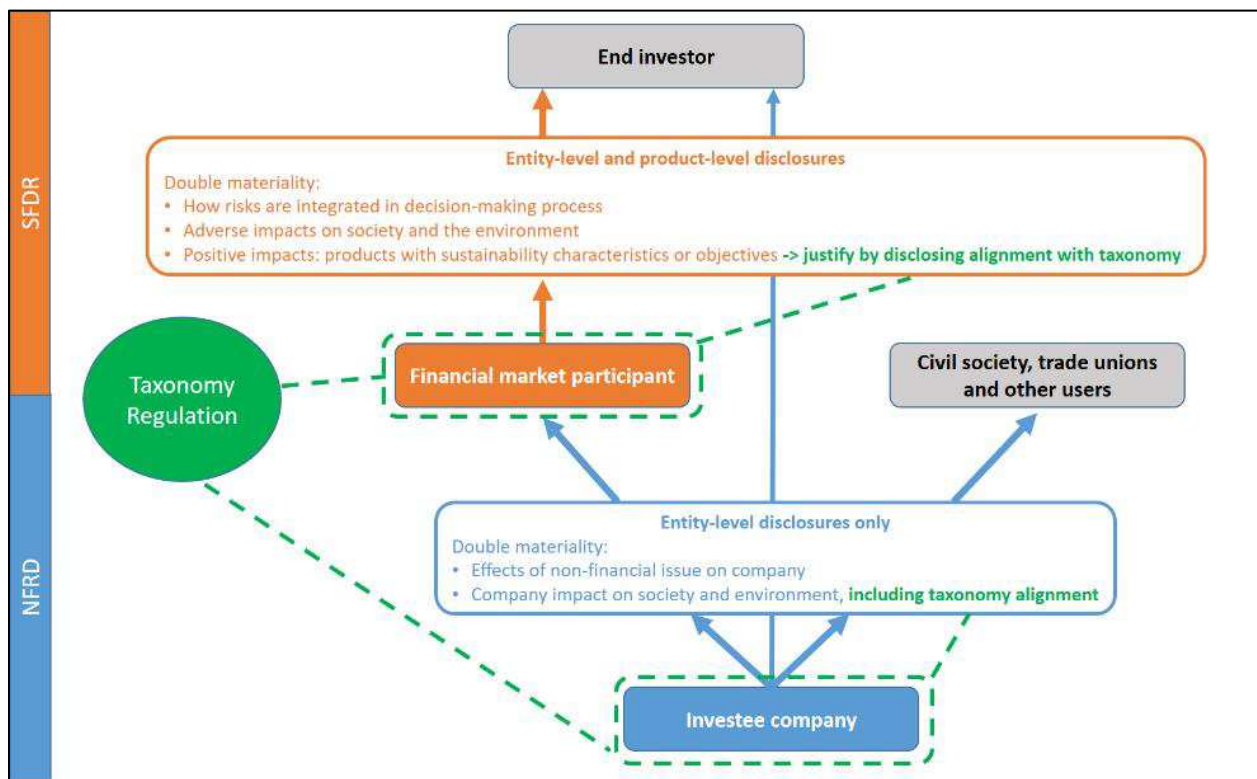 End investor
SFDR
Entity-level and product-level disclosures
Double materiality:
• How risks are integrated in decision-making process
• Adverse impacts on society and the environment
• Positive impacts: products with sustainability characteristics or objectives -> justify by disclosing alignment with taxonomy
Taxonomy
Regulation
Financial market participant
Civil society, trade unions
and other users
NFRD
Entity-level disclosures only
Double materiality:
• Effects of non-financial issue on company
• Company impact on society and environment, including taxonomy alignment
Investee company